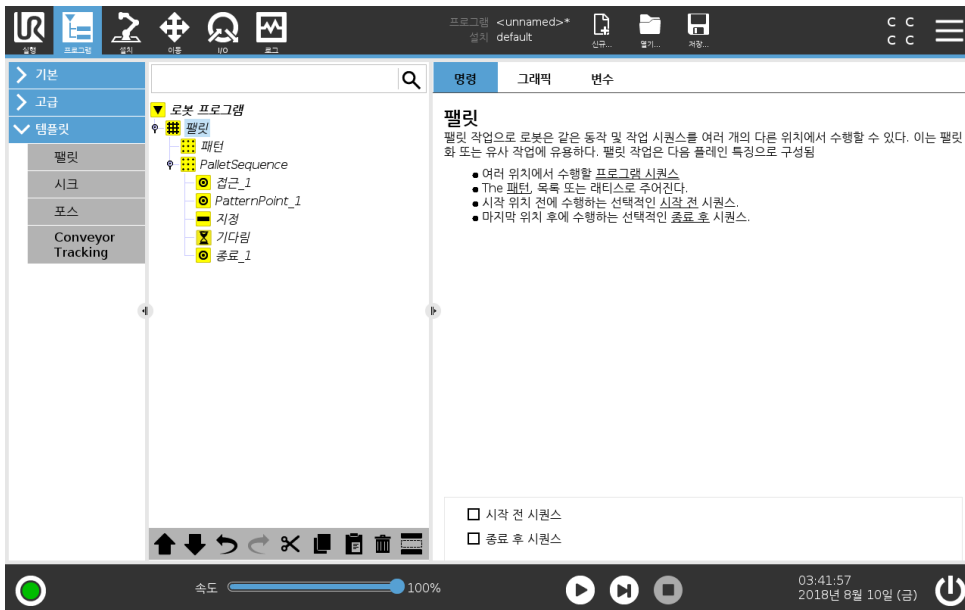 UR
실행
프로그램
설치
이동
I/O
로그
프로그램 <unnamed>*
설치 default
신규...
열기...
저장...
C C
C C
기본
고급
템플릿
팰릿
시크
포스
Conveyor
Tracking
로봇 프로그램
팰릿
패턴
PalletSequence
접근_1
PatternPoint_1
지정
기다림
종료_1
명령 그래픽 변수
팰릿
팰릿 작업으로 로봇은 같은 동작 및 작업 시퀀스를 여러 개의 다른 위치에서 수행할 수 있다. 이는 팰릿
화 또는 유사 작업에 유용하다. 팰릿 작업은 다음 플레인 특징으로 구성됨
여러 위치에서 수행할 프로그램 시퀀스
The 패턴, 목록 또는 래티스로 주어진다.
시작 위치 전에 수행하는 선택적인 시작 전 시퀀스.
마지막 위치 후에 수행하는 선택적인 종료 후 시퀀스.
시작 전 시퀀스
종료 후 시퀀스
속도 100%
03:41:57
2018년 8월 10일 (금)